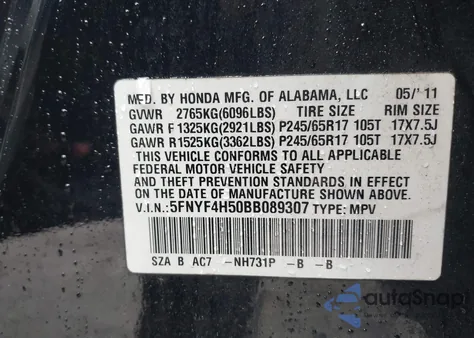 MFD. BY HONDA MFG. OF ALABAMA, LLC 05/'11
GVWR 2765KG(6096LBS) TIRE SIZE RIM SIZE
GAWR F 1325KG(2921LBS) P245/65R17 105T 17X7.5J
GAWR R 1525KG(3362LBS) P245/65R17 105T 17X7.5J
THIS VEHICLE CONFORMS TO ALL APPLICABLE
FEDERAL MOTOR VEHICLE SAFETY
AND THEFT PREVENTION STANDARDS IN EFFECT
ON THE DATE OF MANUFACTURE SHOWN ABOVE.
V.I.N: 5FNYF4H50BB089307 TYPE: MPV
SZA B AC7 -NH731P -B -B
autoSnap